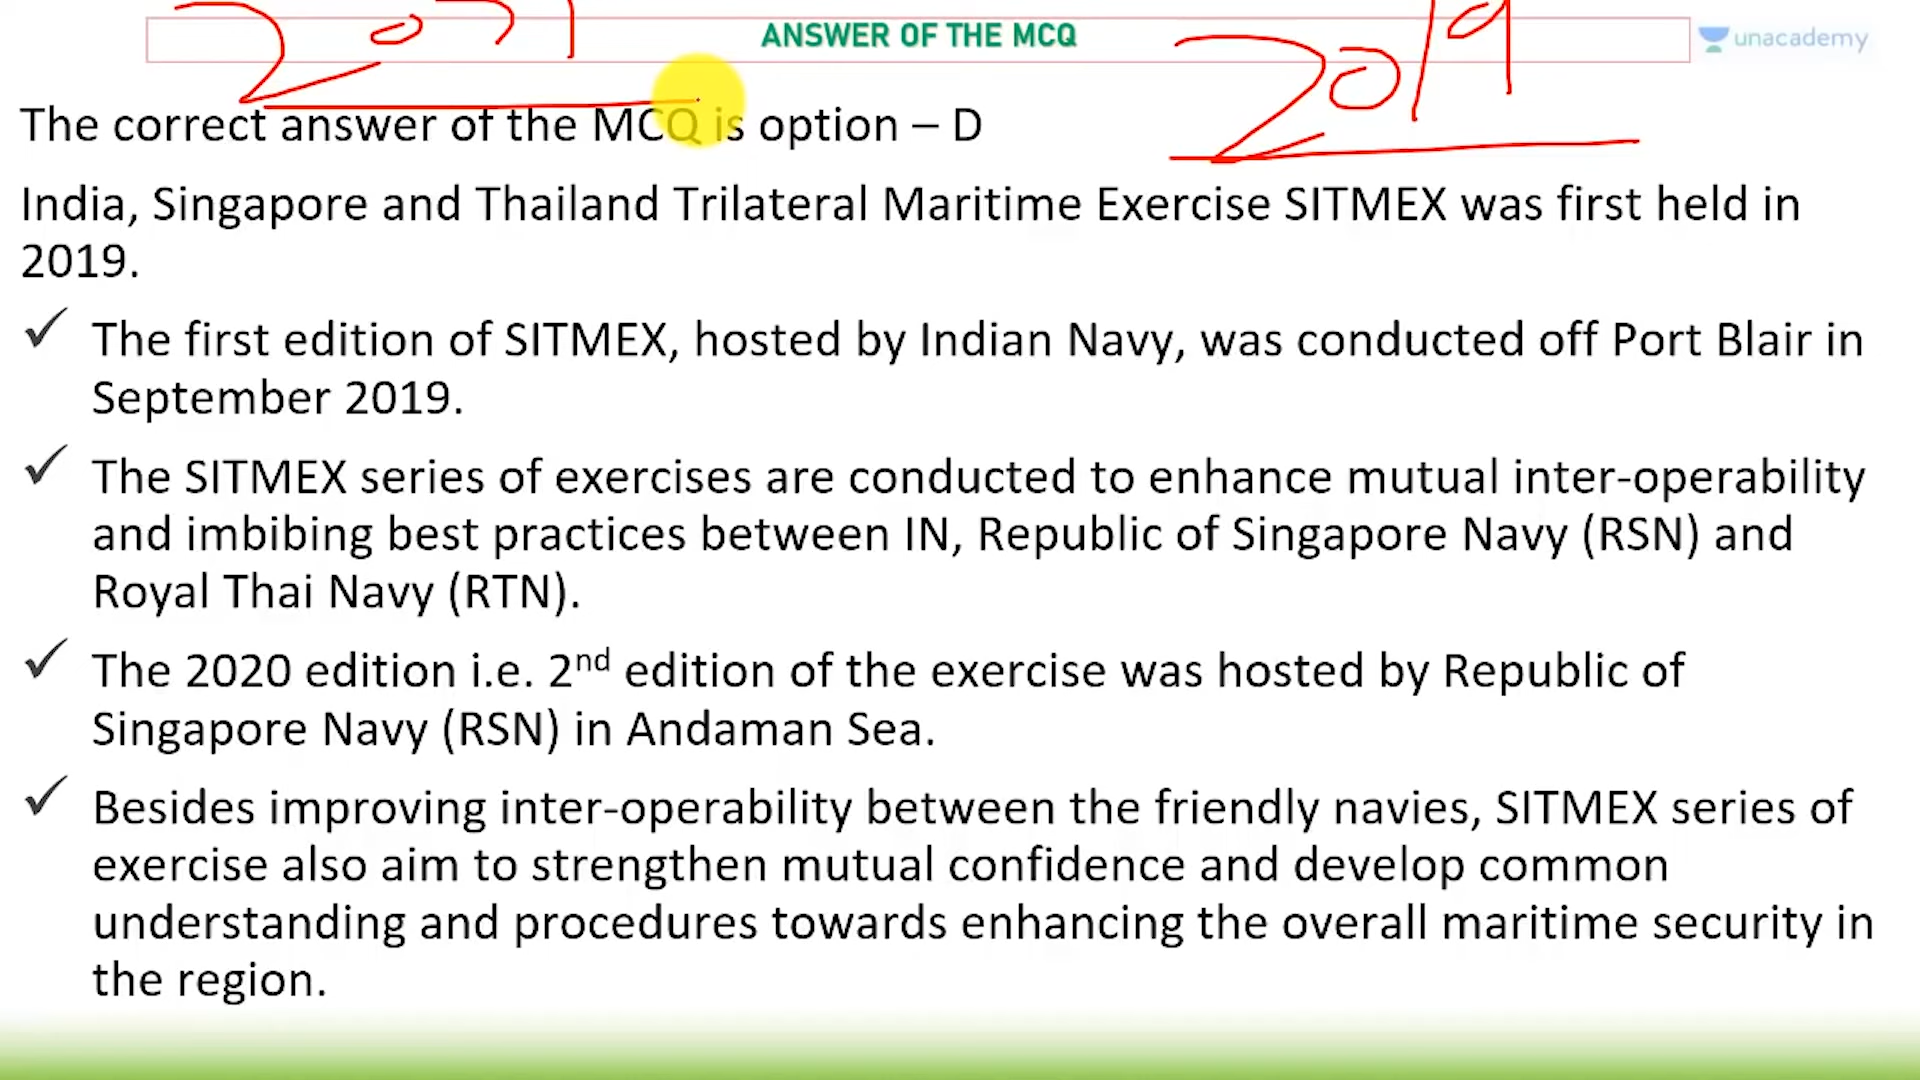 2021
2019
ANSWER OF THE MCQ
unacademy
The correct answer of the MCQ is option – D
India, Singapore and Thailand Trilateral Maritime Exercise SITMEX was first held in
2019.
✓ The first edition of SITMEX, hosted by Indian Navy, was conducted off Port Blair in
September 2019.
✓ The SITMEX series of exercises are conducted to enhance mutual inter-operability
and imbibing best practices between IN, Republic of Singapore Navy (RSN) and
Royal Thai Navy (RTN).
✓ The 2020 edition i.e. 2nd edition of the exercise was hosted by Republic of
Singapore Navy (RSN) in Andaman Sea.
✓ Besides improving inter-operability between the friendly navies, SITMEX series of
exercise also aim to strengthen mutual confidence and develop common
understanding and procedures towards enhancing the overall maritime security in
the region.